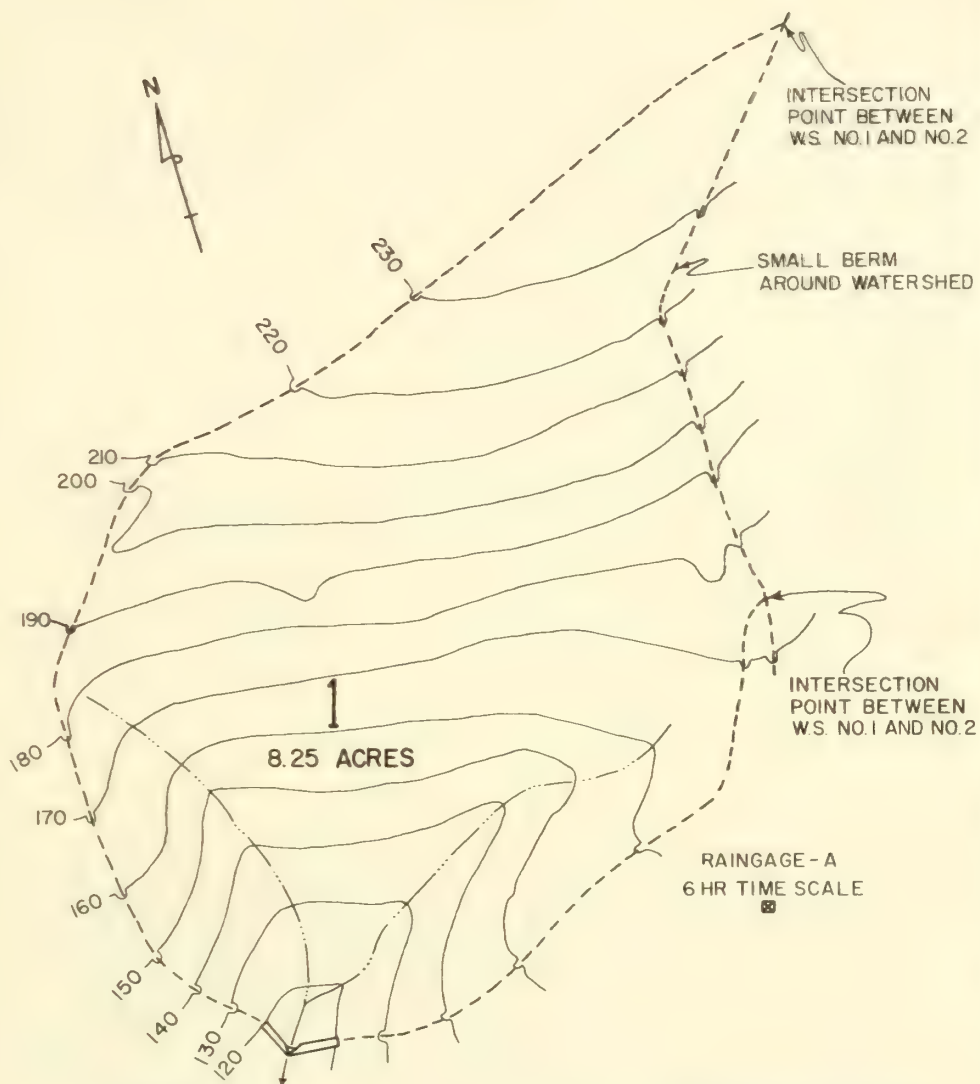 N
INTERSECTION
POINT BETWEEN
W.S. NO.1 AND NO.2
230
SMALL BERM
AROUND WATERSHED
220
210
200
190
1
8.25 ACRES
INTERSECTION
POINT BETWEEN
W.S. NO.1 AND NO.2
180
170
RAINGAGE-A
6 HR TIME SCALE
160
150
140
130
120